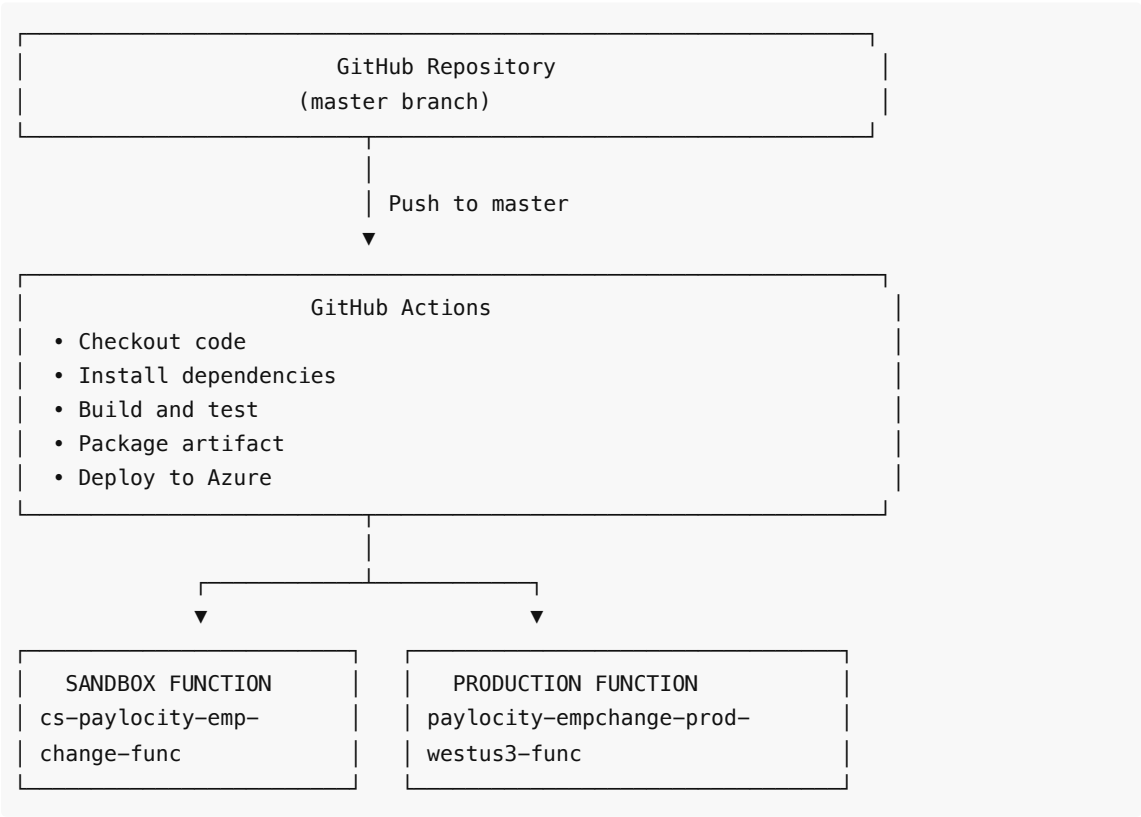 GitHub Repository
(master branch)
Push to master
GitHub Actions
• Checkout code
• Install dependencies
• Build and test
• Package artifact
• Deploy to Azure
SANDBOX FUNCTION
cs-paylocity-emp-
change-func
PRODUCTION FUNCTION
paylocity-empchange-prod-
westus3-func